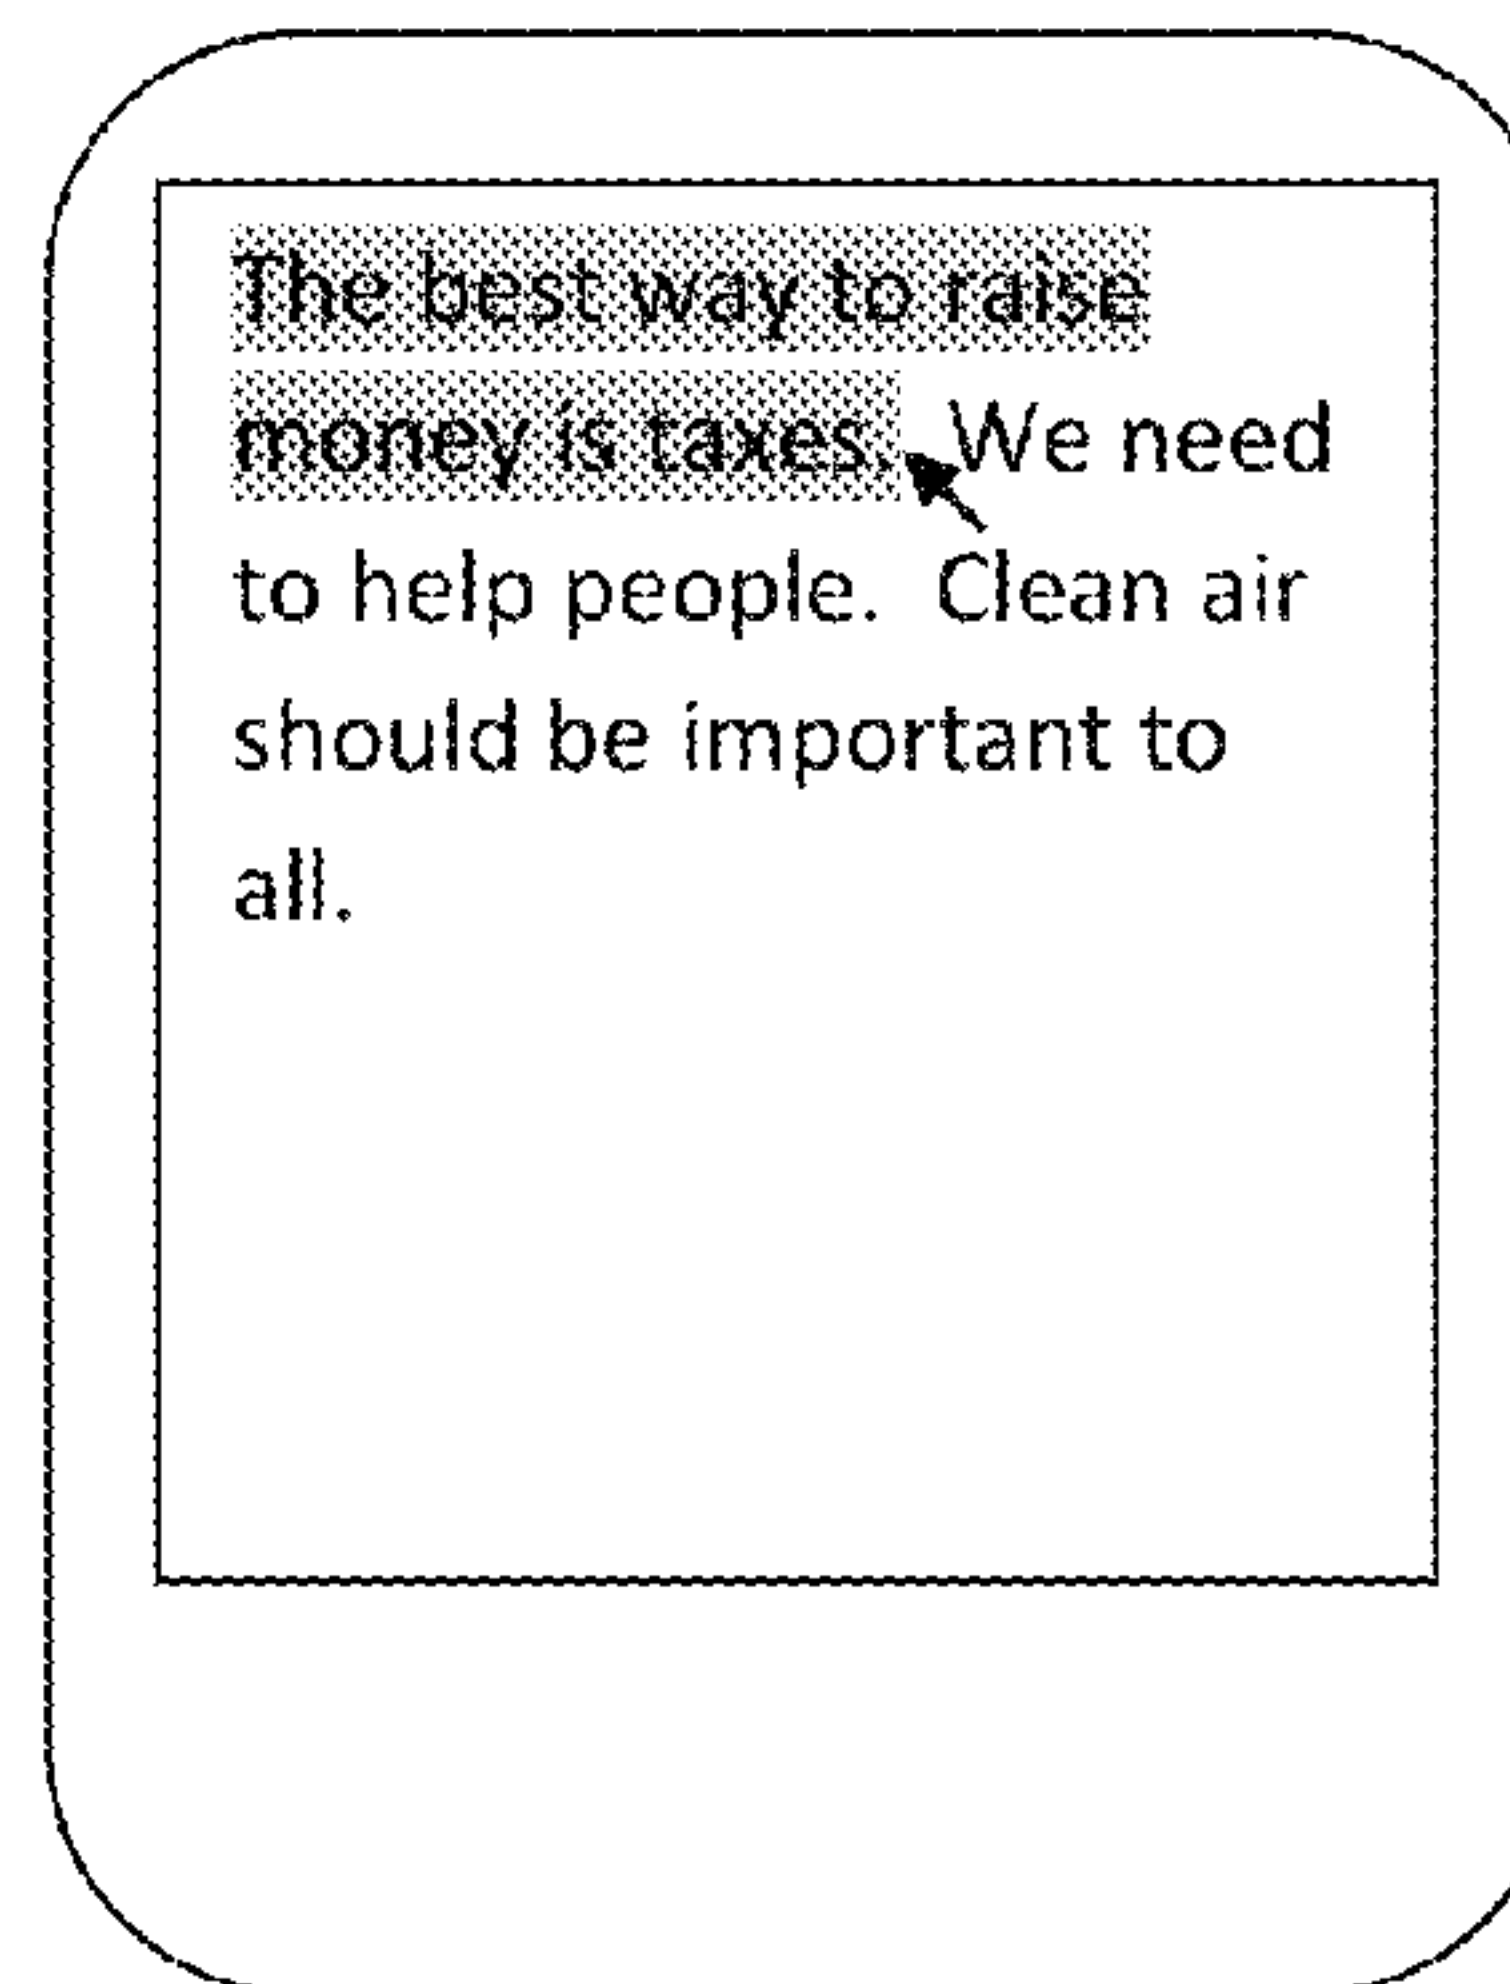 The best way to raise
money is taxes.  We need
to help people.  Clean air
should be important to
all.